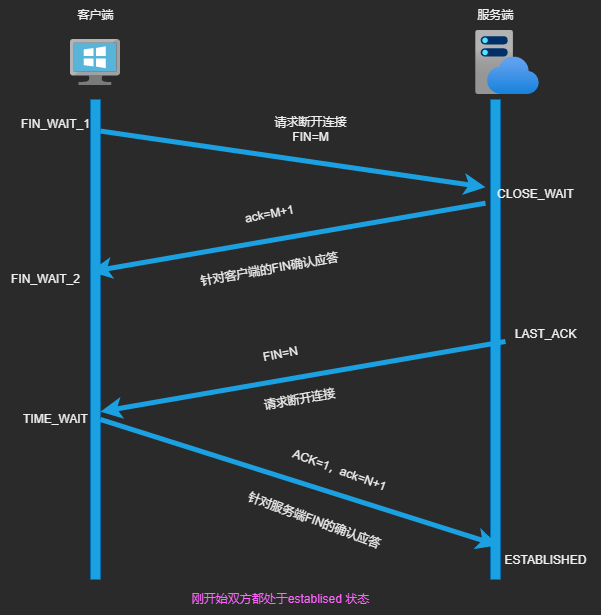 客户端
服务端
FIN_WAIT_1
请求断开连接
FIN=M
CLOSE_WAIT
ack=M+1
针对客户端的FIN确认应答
FIN_WAIT_2
LAST_ACK
FIN=N
请求断开连接
TIME_WAIT
ACK=1, ack=N+1
针对服务端FIN的确认应答
ESTABLISHED
刚开始双方都处于establised 状态